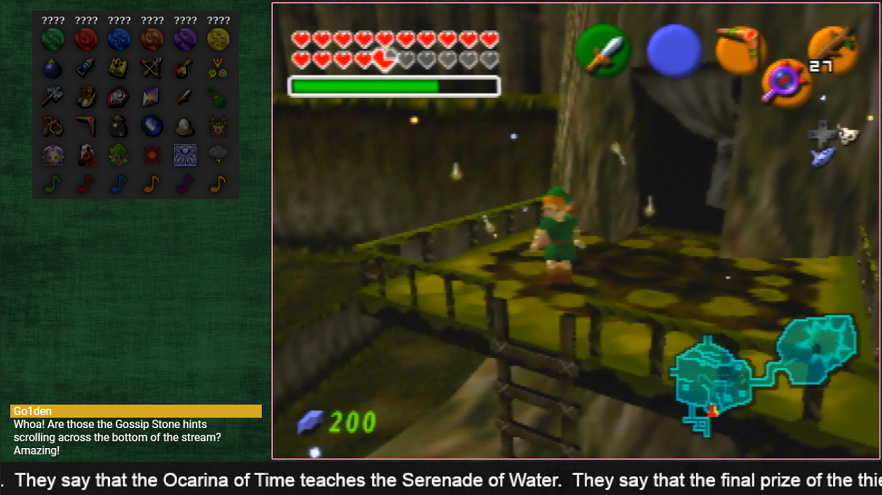 ???? ???? ???? ???? ???? ????
27
200
Go1den
Whoa! Are those the Gossip Stone hints
scrolling across the bottom of the stream?
Amazing!
. They say that the Ocarina of Time teaches the Serenade of Water. They say that the final prize of the thie